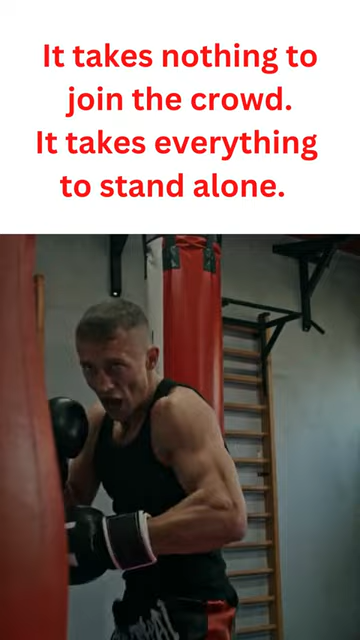 It takes nothing to
join the crowd.
It takes everything
to stand alone.